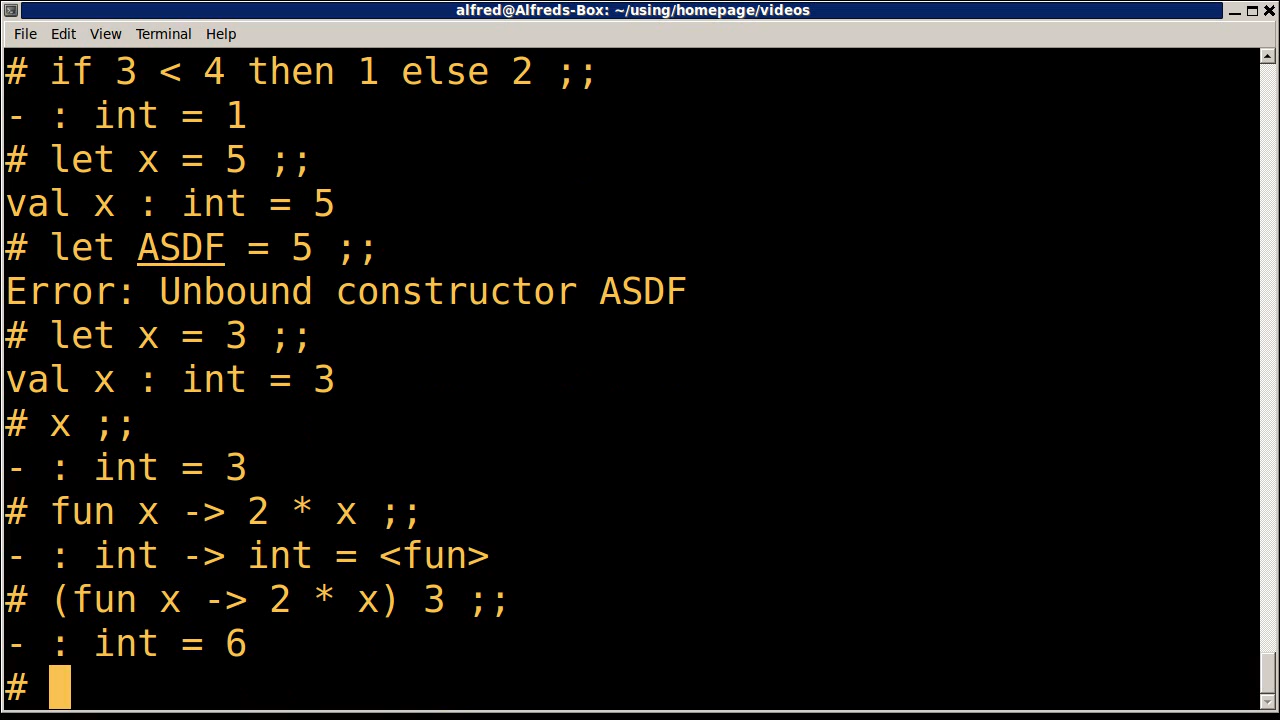 alfred@Alfreds-Box: ~/using/homepage/videos
File Edit View Terminal Help
# if 3 < 4 then 1 else 2 ;;
- : int = 1
# let x = 5 ;;
val x : int = 5
# let ASDF = 5 ;;
Error: Unbound constructor ASDF
# let x = 3 ;;
val x : int = 3
# x ;;
- : int = 3
# fun x -> 2 * x ;;
- : int -> int = <fun>
# (fun x -> 2 * x) 3 ;;
- : int = 6
#